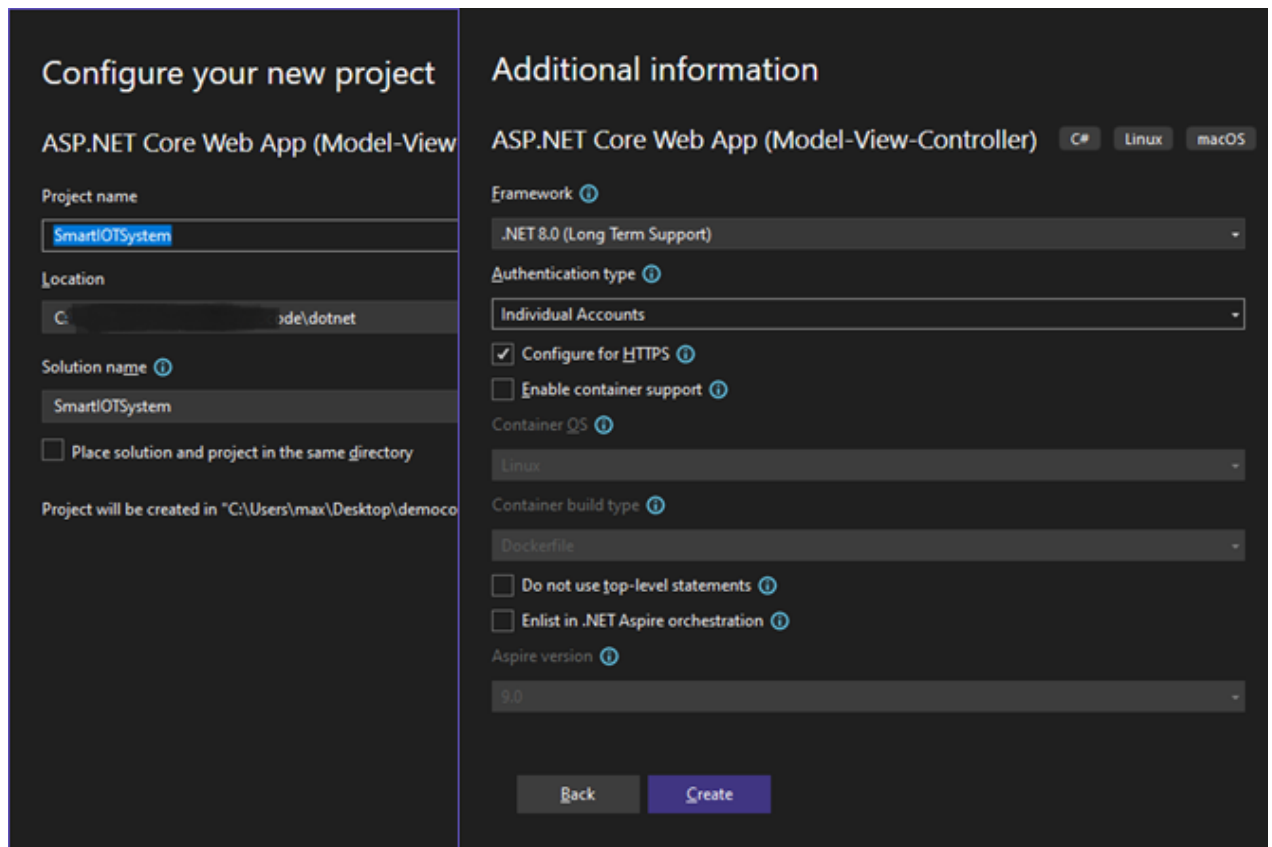 Configure your new project
ASP.NET Core Web App (Model-View
Project name
SmartIOTSystem
Location
C: ode\dotnet
Solution name
SmartIOTSystem
Place solution and project in the same directory
Project will be created in "C:\Users\max\Desktop\democo
Additional information
ASP.NET Core Web App (Model-View-Controller) C# Linux macOS
Framework
.NET 8.0 (Long Term Support)
Authentication type
Individual Accounts
Configure for HTTPS
Enable container support
Container OS
Linux
Container build type
Dockerfile
Do not use top-level statements
Enlist in .NET Aspire orchestration
Aspire version
9.0
Back Create